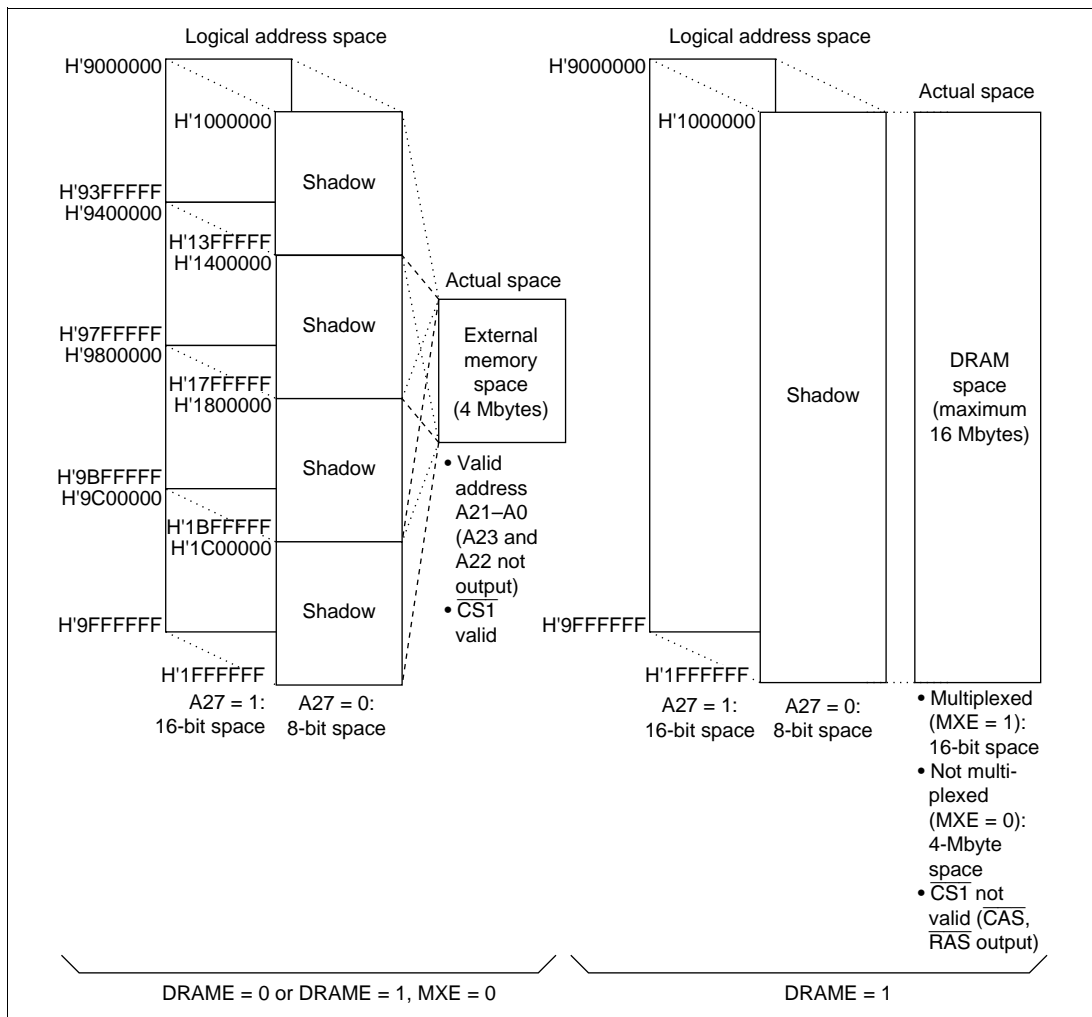 Logical address space
H'9000000
H'1000000
Shadow
H'93FFFFF
H'9400000
H'13FFFFF
H'1400000
Shadow
H'97FFFFF
H'9800000
H'17FFFFF
H'1800000
Shadow
H'9BFFFFF
H'9C00000
H'1BFFFFF
H'1C00000
Shadow
H'9FFFFFF
H'1FFFFFF
A27 = 1:
16-bit space
A27 = 0:
8-bit space
Actual space
External
memory
space
(4 Mbytes)
• Valid
address
A21–A0
(A23 and
A22 not
output)
• CS1
valid
DRAME = 0 or DRAME = 1, MXE = 0
Logical address space
H'9000000
H'1000000
Shadow
H'9FFFFFF
H'1FFFFFF
A27 = 1:
16-bit space
A27 = 0:
8-bit space
Actual space
DRAM
space
(maximum
16 Mbytes)
• Multiplexed
(MXE = 1):
16-bit space
• Not multi-
plexed
(MXE = 0):
4-Mbyte
space
• CS1 not
valid (CAS,
RAS output)
DRAME = 1